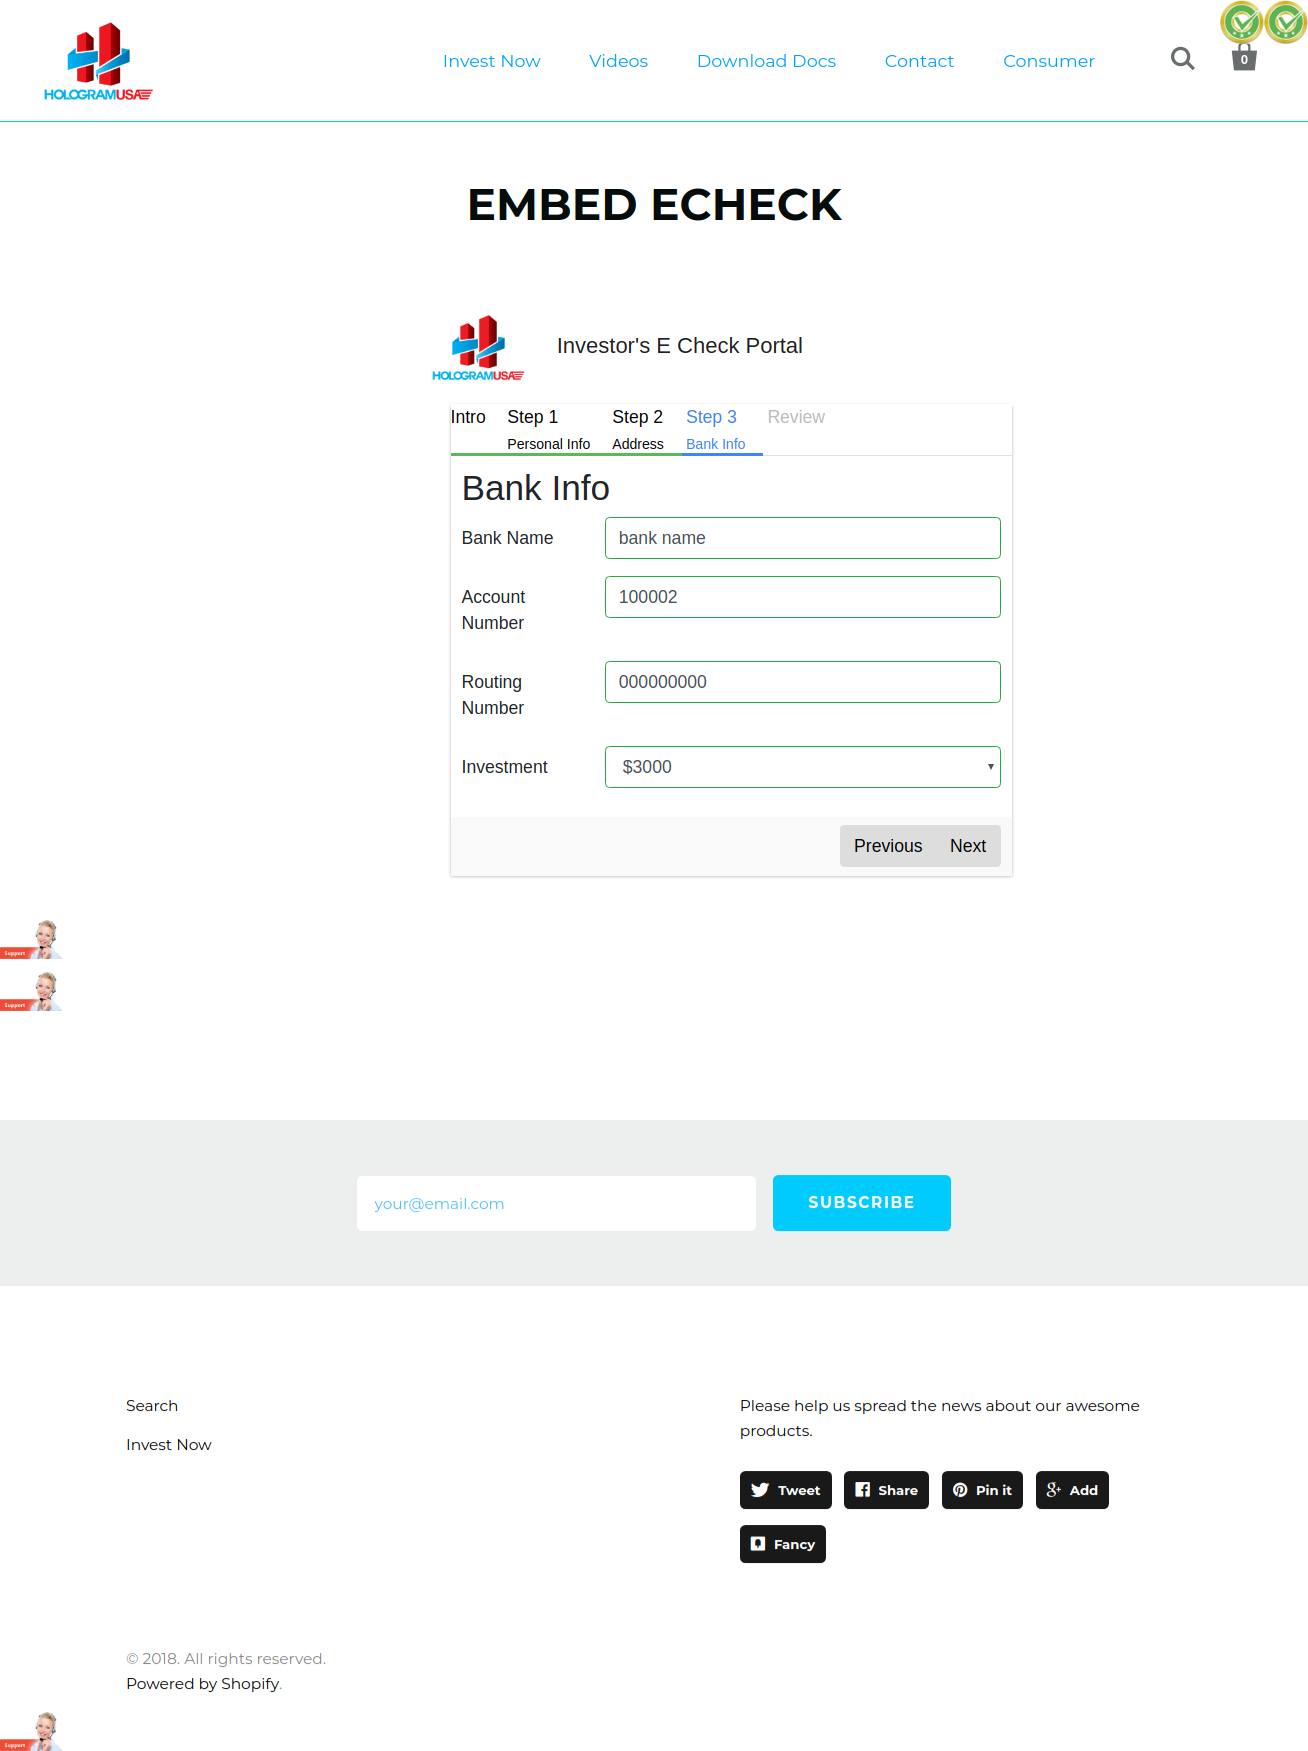 HOLOGRAMUSA
Invest Now
Videos
Download Docs
Contact
Consumer
0
EMBED ECHECK
HOLOGRAMUSA
Investor's E Check Portal
Intro
Step 1
Personal Info
Step 2
Address
Step 3
Bank Info
Review
Bank Info
Bank Name
bank name
Account
Number
100002
Routing
Number
000000000
Investment
$3000
Previous
Next
Support
Support
your@email.com
SUBSCRIBE
Search
Invest Now
Please help us spread the news about our awesome
products.
Tweet
Share
Pin it
Add
Fancy
© 2018. All rights reserved.
Powered by Shopify.
Support